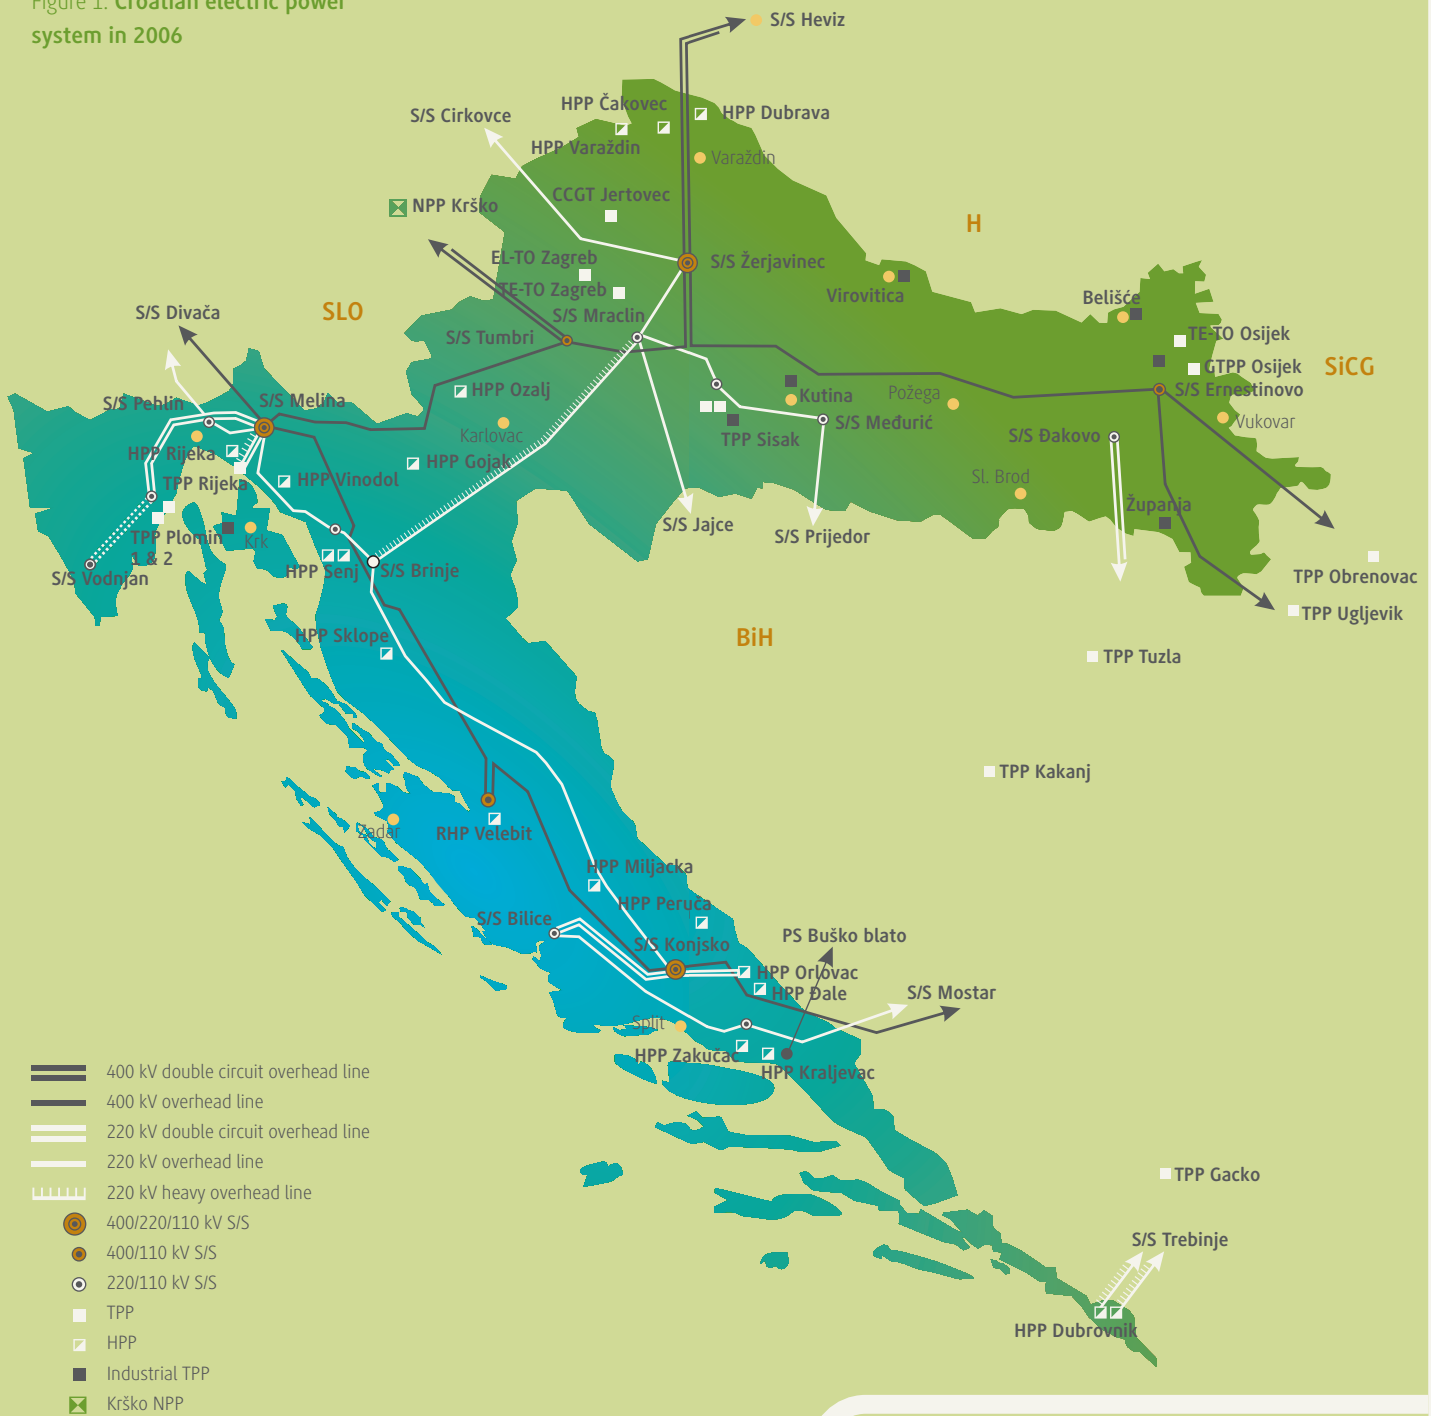 Figure 1. Croatian electric power
system in 2006
S/S Heviz
HPP Čakovec
HPP Dubrava
S/S Cirkovce
HPP Varaždin
Varaždin
CCGT Jertovec
NPP Krško
H
EL-TO Zagreb
S/S Žerjavinec
TE-TO Zagreb
Virovitica
Belišće
S/S Divača
SLO
S/S Mraclin
S/S Tumbri
TE-TO Osijek
GTPP Osijek
SiCG
HPP Ozalj
Kutina
Požega
S/S Ernestinovo
S/S Pehlin
S/S Melina
Karlovac
TPP Sisak
S/S Međurić
S/S Đakovo
Vukovar
HPP Rijeka
HPP Gojak
TPP Rijeka
HPP Vinodol
Sl. Brod
Županja
S/S Jajce
S/S Prijedor
TPP Plomin
1 & 2
Krk
S/S Vodnjan
HPP Senj
S/S Brinje
TPP Obrenovac
TPP Ugljevik
HPP Sklope
BiH
TPP Tuzla
TPP Kakanj
Zadar
RHP Velebit
HPP Miljacka
HPP Peruća
S/S Bilice
PS Buško blato
S/S Konjsko
HPP Orlovac
HPP Đale
S/S Mostar
Split
HPP Zakučac
HPP Kraljevac
400 kV double circuit overhead line
400 kV overhead line
220 kV double circuit overhead line
220 kV overhead line
220 kV heavy overhead line
400/220/110 kV S/S
400/110 kV S/S
220/110 kV S/S
TPP
HPP
Industrial TPP
Krško NPP
TPP Gacko
S/S Trebinje
HPP Dubrovnik